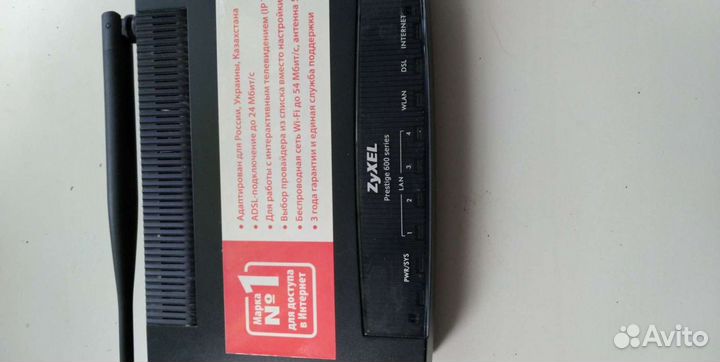 • Адаптирован для России, Украины, Казахстана
• ADSL-подключение до 24 Мбит/с
• Для работы с интерактивным телевидением (IP
• Выбор провайдера из списка вместо настройки
• Беспроводная сеть Wi-Fi до 54 Мбит/с, антенна 5
• 3 года гарантии и единая служба поддержки
Марка
№1
для доступа
в Интернет
ZyXEL
Prestige 600 series
PWR/SYS
1 2 LAN 3 4
WLAN
DSL
INTERNET
Avito